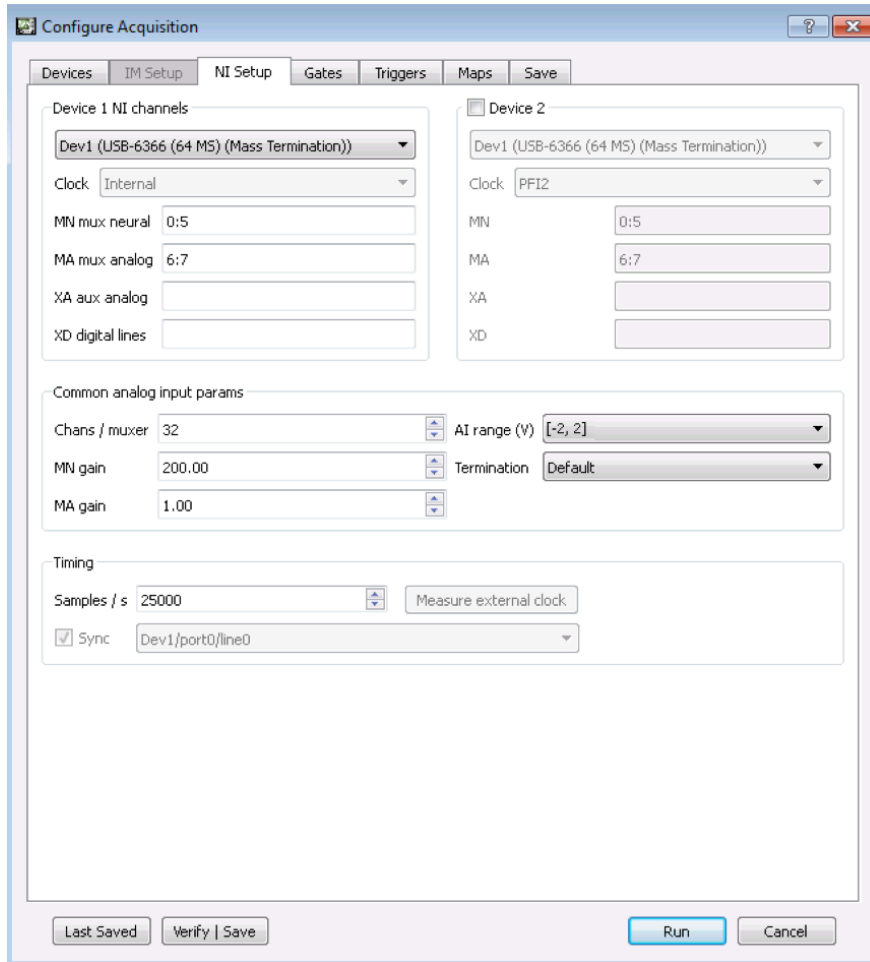 Configure Acquisition
Devices IM Setup NI Setup Gates Triggers Maps Save
Device 1 NI channels
Dev1 (USB-6366 (64 MS) (Mass Termination))
Clock Internal
MN mux neural 0:5
MA mux analog 6:7
XA aux analog
XD digital lines
Device 2
Dev1 (USB-6366 (64 MS) (Mass Termination))
Clock PFI2
MN 0:5
MA 6:7
XA
XD
Common analog input params
Chans / muxer 32 AI range (V) [-2, 2]
MN gain 200.00 Termination Default
MA gain 1.00
Timing
Samples / s 25000 Measure external clock
Sync Dev1/port0/line0
Last Saved Verify | Save Run Cancel